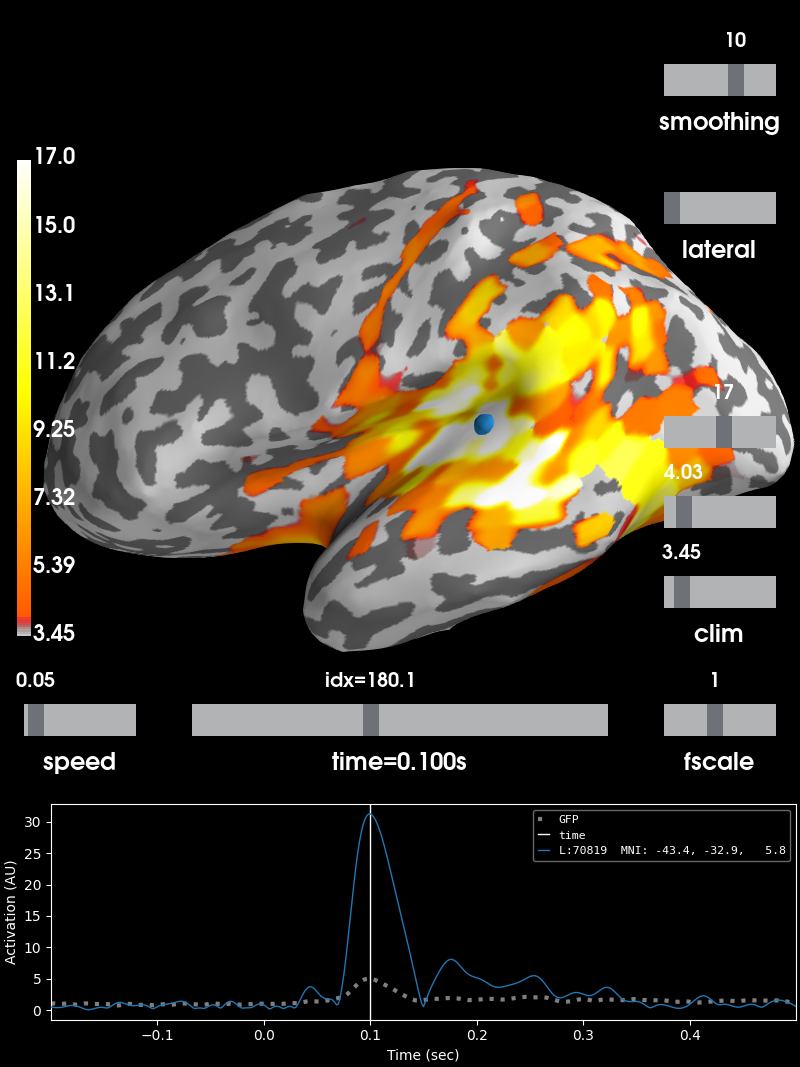 10
smoothing
17.0
15.0
lateral
13.1
11.2
17
9.25
4.03
7.32
3.45
5.39
3.45
clim
0.05 idx=180.1 1
speed time=0.100s fscale
30
25
20
15
10
5
0
Activation (AU)
GFP
time
L:70819 MNI: -43.4, -32.9, 5.8
−0.1 0.0 0.1 0.2 0.3 0.4
Time (sec)